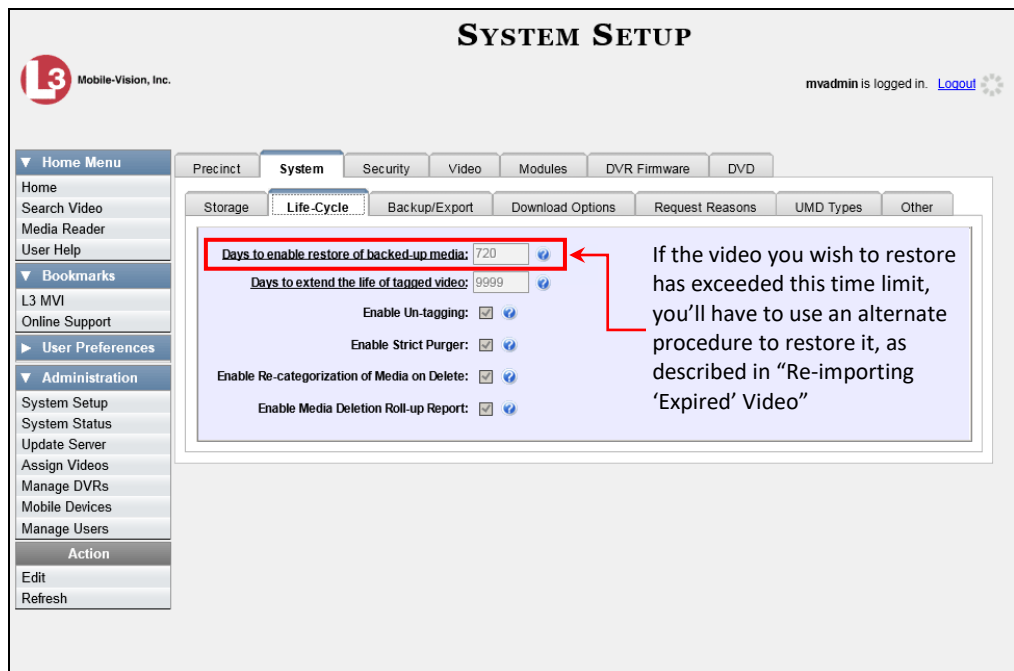 SYSTEM SETUP
L3 Mobile-Vision, Inc.
mvadmin is logged in. Logout
▼ Home Menu
Home
Search Video
Media Reader
User Help
▼ Bookmarks
L3 MVI
Online Support
► User Preferences
▼ Administration
System Setup
System Status
Update Server
Assign Videos
Manage DVRs
Mobile Devices
Manage Users
Action
Edit
Refresh
Precinct System Security Video Modules DVR Firmware DVD
Storage Life-Cycle Backup/Export Download Options Request Reasons UMD Types Other
Days to enable restore of backed-up media: 720 ?
Days to extend the life of tagged video: 9999 ?
Enable Un-tagging: ?
Enable Strict Purger: ?
Enable Re-categorization of Media on Delete: ?
Enable Media Deletion Roll-up Report: ?
If the video you wish to restore
has exceeded this time limit,
you’ll have to use an alternate
procedure to restore it, as
described in “Re-importing
‘Expired’ Video”